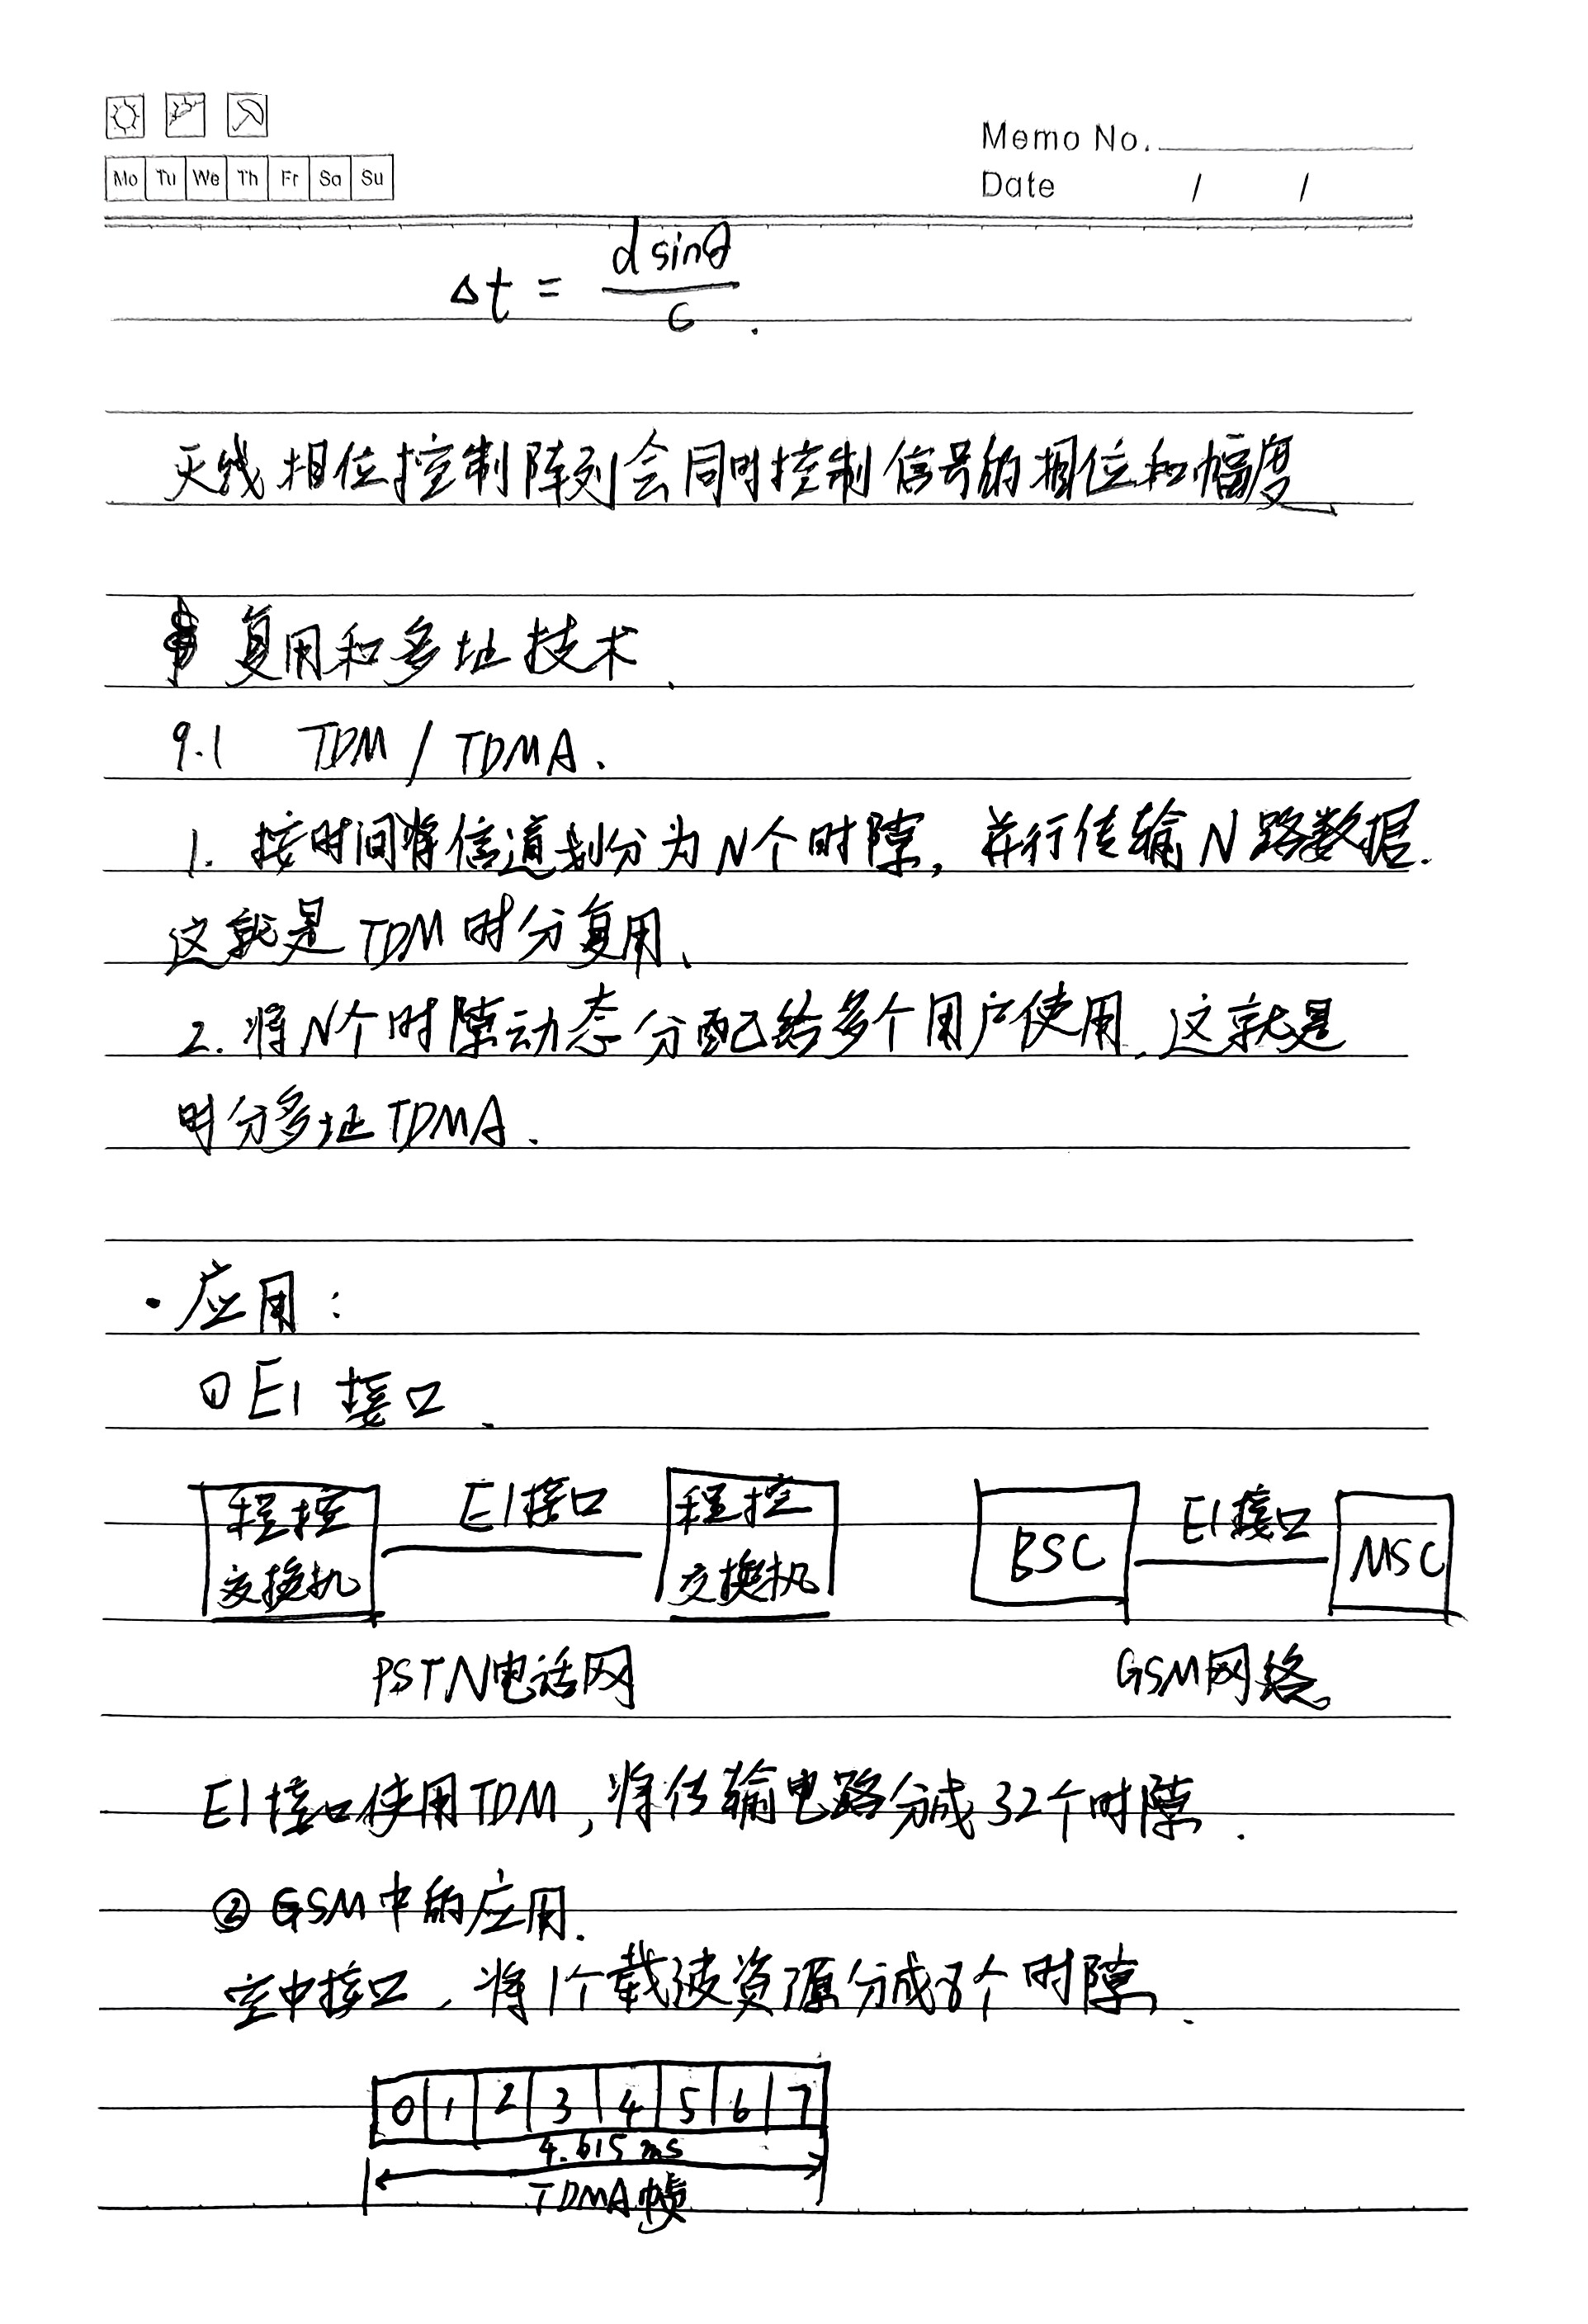 Memo No.
Mo Tu We Th Fr Sa Su
Date / /
Δt = d sinθ / c .
天线相位控制阵列会同时控制信号的相位和幅度、
复用和多址技术.
9.1 TDM / TDMA.
1. 按时间将信道划分为N个时隙, 并行传输N路数据.
这就是TDM时分复用、
2. 将N个时隙动态分配给多个用户使用, 这就是
时分多址TDMA.
· 应用:
① E1 接口.
程控 E1接口 程控 E1接口
交换机 交换机 BSC MSC
PSTN电话网 GSM网络
E1接口使用TDM, 将传输电路分成32个时隙.
② GSM中的应用.
空中接口, 将1个载波资源分成8个时隙.
0 1 2 3 4 5 6 7
4.615 ms
TDMA帧